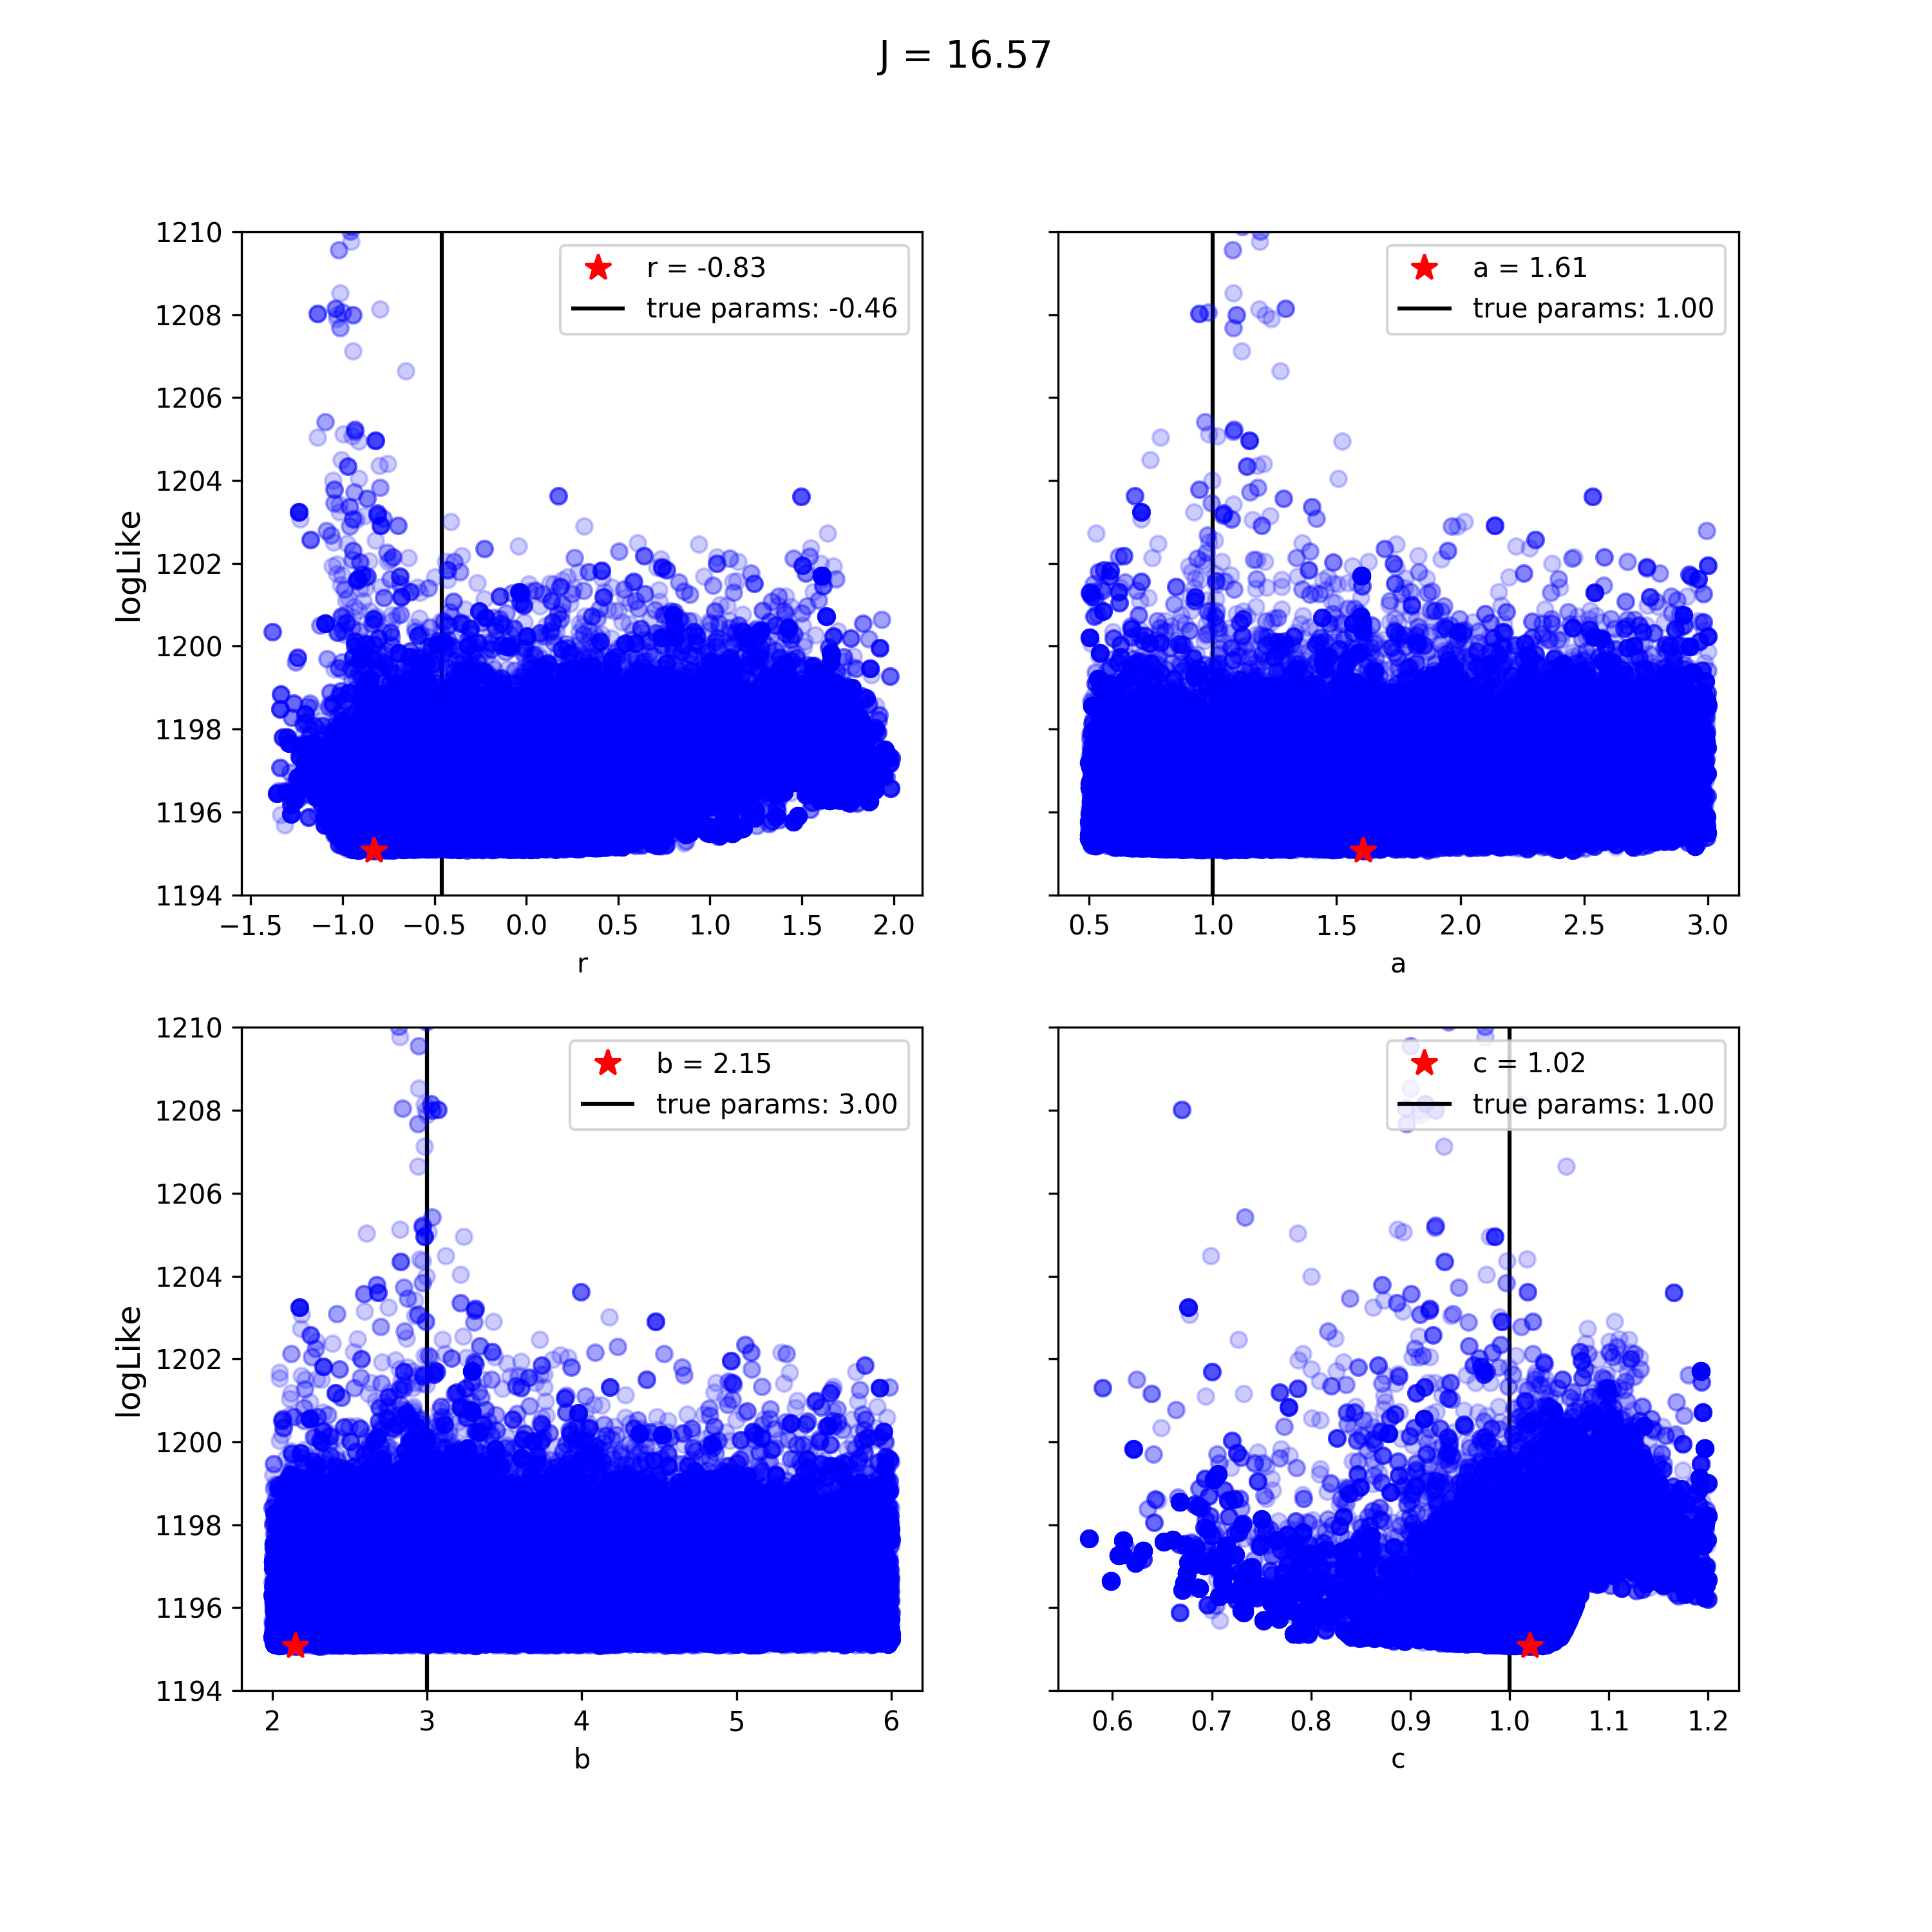 J = 16.57
1210
1208
1206
1204
1202
1200
1198
1196
1194
logLike
r = -0.83
true params: -0.46
−1.5
−1.0
−0.5
0.0
0.5
1.0
1.5
2.0
r
a = 1.61
true params: 1.00
0.5
1.0
1.5
2.0
2.5
3.0
a
1210
1208
1206
1204
1202
1200
1198
1196
1194
logLike
b = 2.15
true params: 3.00
2
3
4
5
6
b
c = 1.02
true params: 1.00
0.6
0.7
0.8
0.9
1.0
1.1
1.2
c